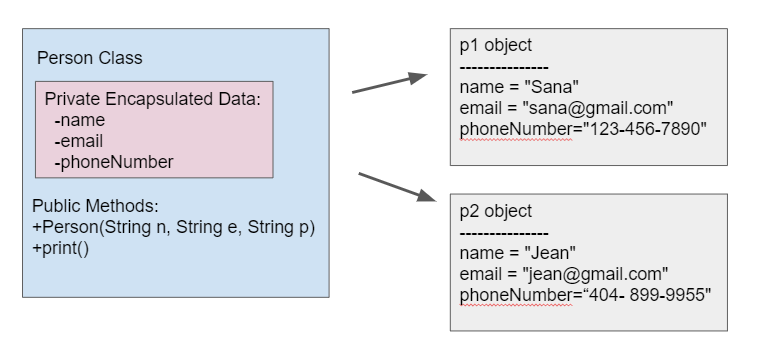 Person Class
Private Encapsulated Data:
-name
-email
-phoneNumber
Public Methods:
+Person(String n, String e, String p)
+print()
p1 object
---------------
name = "Sana"
email = "sana@gmail.com"
phoneNumber="123-456-7890"
p2 object
---------------
name = "Jean"
email = "jean@gmail.com"
phoneNumber=“404- 899-9955"